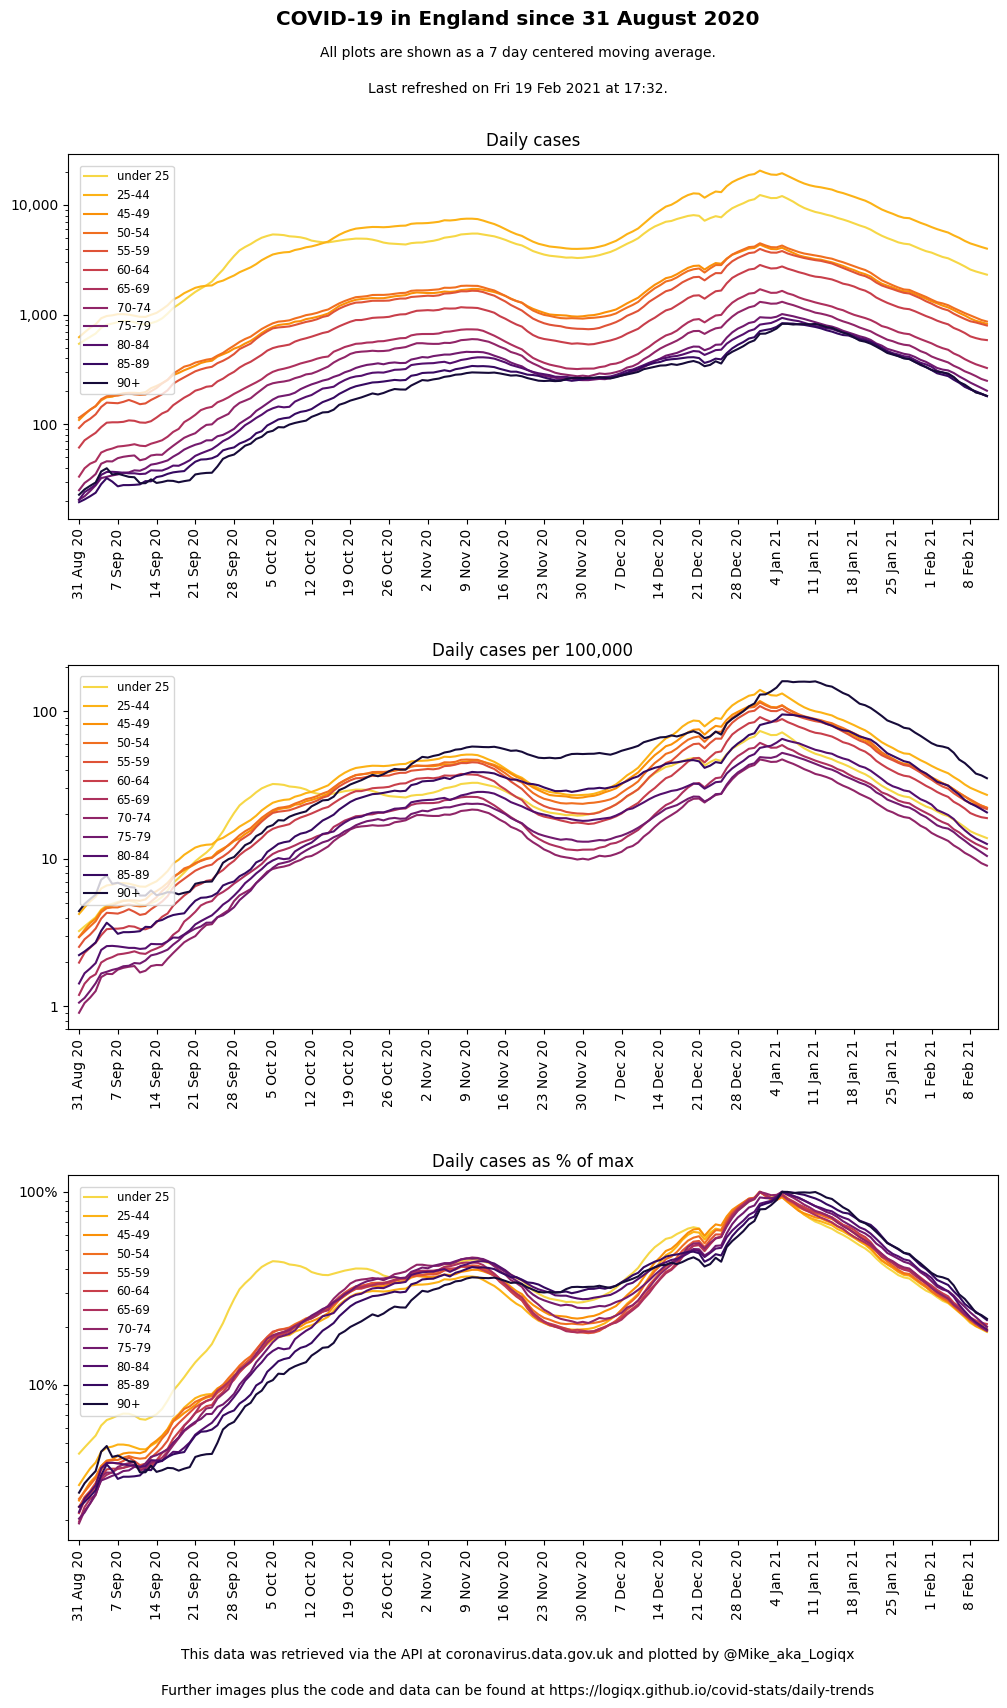 COVID-19 in England since 31 August 2020
All plots are shown as a 7 day centered moving average.
Last refreshed on Fri 19 Feb 2021 at 17:32.
Daily cases
10,000
1,000
100
under 25
25-44
45-49
50-54
55-59
60-64
65-69
70-74
75-79
80-84
85-89
90+
31 Aug 20
7 Sep 20
14 Sep 20
21 Sep 20
28 Sep 20
5 Oct 20
12 Oct 20
19 Oct 20
26 Oct 20
2 Nov 20
9 Nov 20
16 Nov 20
23 Nov 20
30 Nov 20
7 Dec 20
14 Dec 20
21 Dec 20
28 Dec 20
4 Jan 21
11 Jan 21
18 Jan 21
25 Jan 21
1 Feb 21
8 Feb 21
Daily cases per 100,000
100
10
1
under 25
25-44
45-49
50-54
55-59
60-64
65-69
70-74
75-79
80-84
85-89
90+
31 Aug 20
7 Sep 20
14 Sep 20
21 Sep 20
28 Sep 20
5 Oct 20
12 Oct 20
19 Oct 20
26 Oct 20
2 Nov 20
9 Nov 20
16 Nov 20
23 Nov 20
30 Nov 20
7 Dec 20
14 Dec 20
21 Dec 20
28 Dec 20
4 Jan 21
11 Jan 21
18 Jan 21
25 Jan 21
1 Feb 21
8 Feb 21
Daily cases as % of max
100%
10%
under 25
25-44
45-49
50-54
55-59
60-64
65-69
70-74
75-79
80-84
85-89
90+
31 Aug 20
7 Sep 20
14 Sep 20
21 Sep 20
28 Sep 20
5 Oct 20
12 Oct 20
19 Oct 20
26 Oct 20
2 Nov 20
9 Nov 20
16 Nov 20
23 Nov 20
30 Nov 20
7 Dec 20
14 Dec 20
21 Dec 20
28 Dec 20
4 Jan 21
11 Jan 21
18 Jan 21
25 Jan 21
1 Feb 21
8 Feb 21
This data was retrieved via the API at coronavirus.data.gov.uk and plotted by @Mike_aka_Logiqx
Further images plus the code and data can be found at https://logiqx.github.io/covid-stats/daily-trends